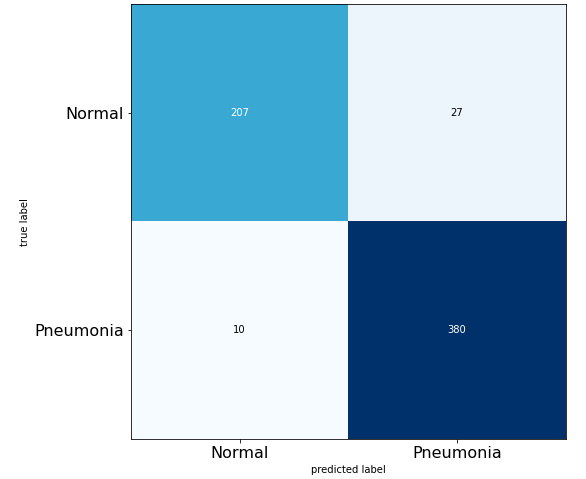 Normal
207
27
true label
Pneumonia
10
380
Normal
Pneumonia
predicted label